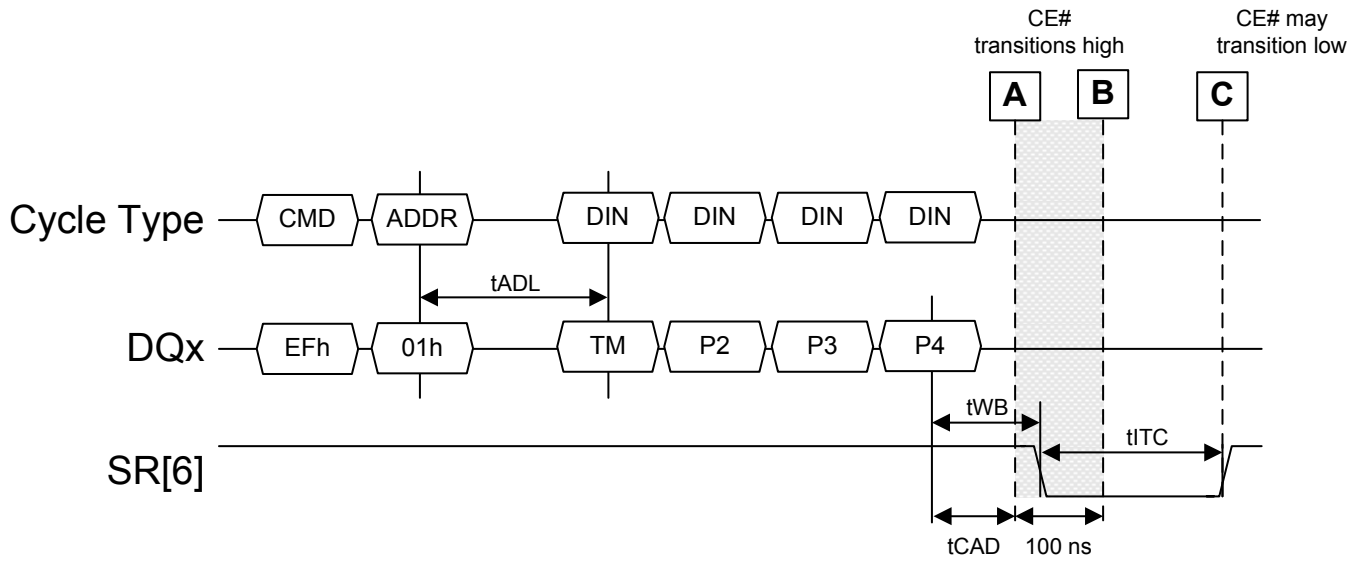 CE#
transitions high
CE# may
transition low
A
B
C
Cycle Type
CMD
ADDR
DIN
DIN
DIN
DIN
tADL
DQx
EFh
01h
TM
P2
P3
P4
tWB
tITC
SR[6]
tCAD
100 ns